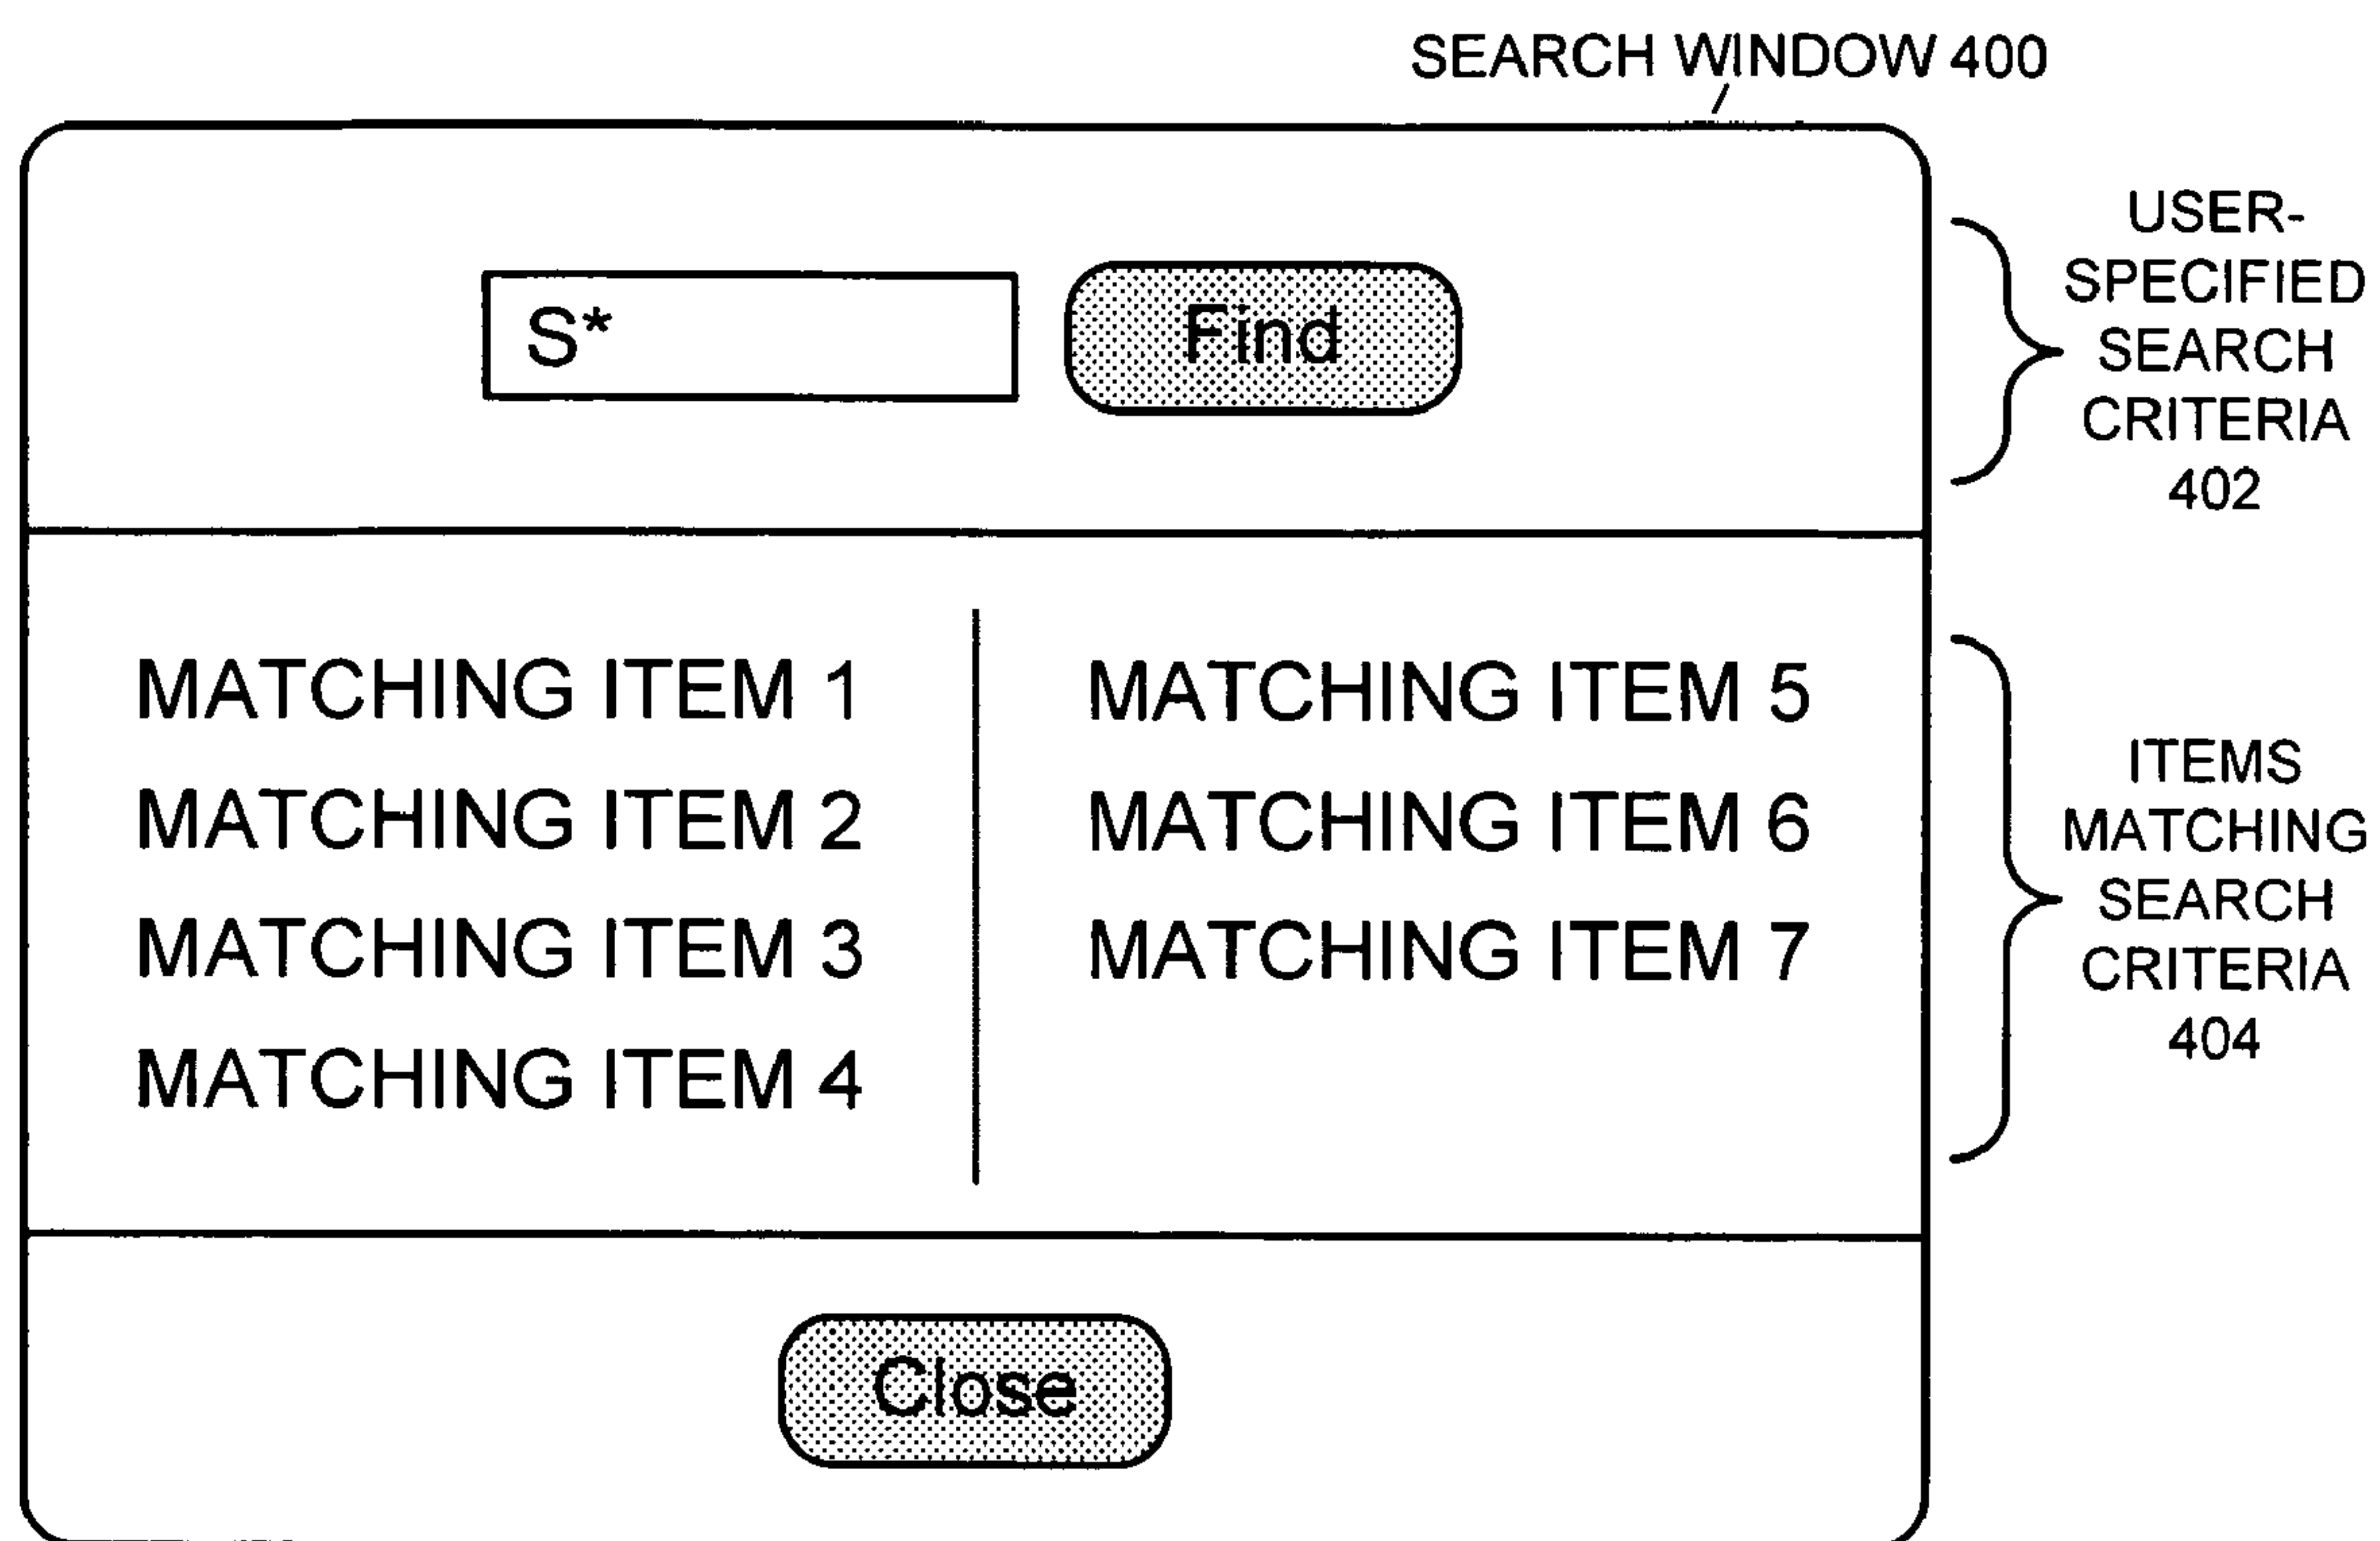 SEARCH WINDOW 400
S*
Find
USER-
SPECIFIED
SEARCH
CRITERIA
402
MATCHING ITEM 1
MATCHING ITEM 2
MATCHING ITEM 3
MATCHING ITEM 4
MATCHING ITEM 5
MATCHING ITEM 6
MATCHING ITEM 7
ITEMS
MATCHING
SEARCH
CRITERIA
404
Close